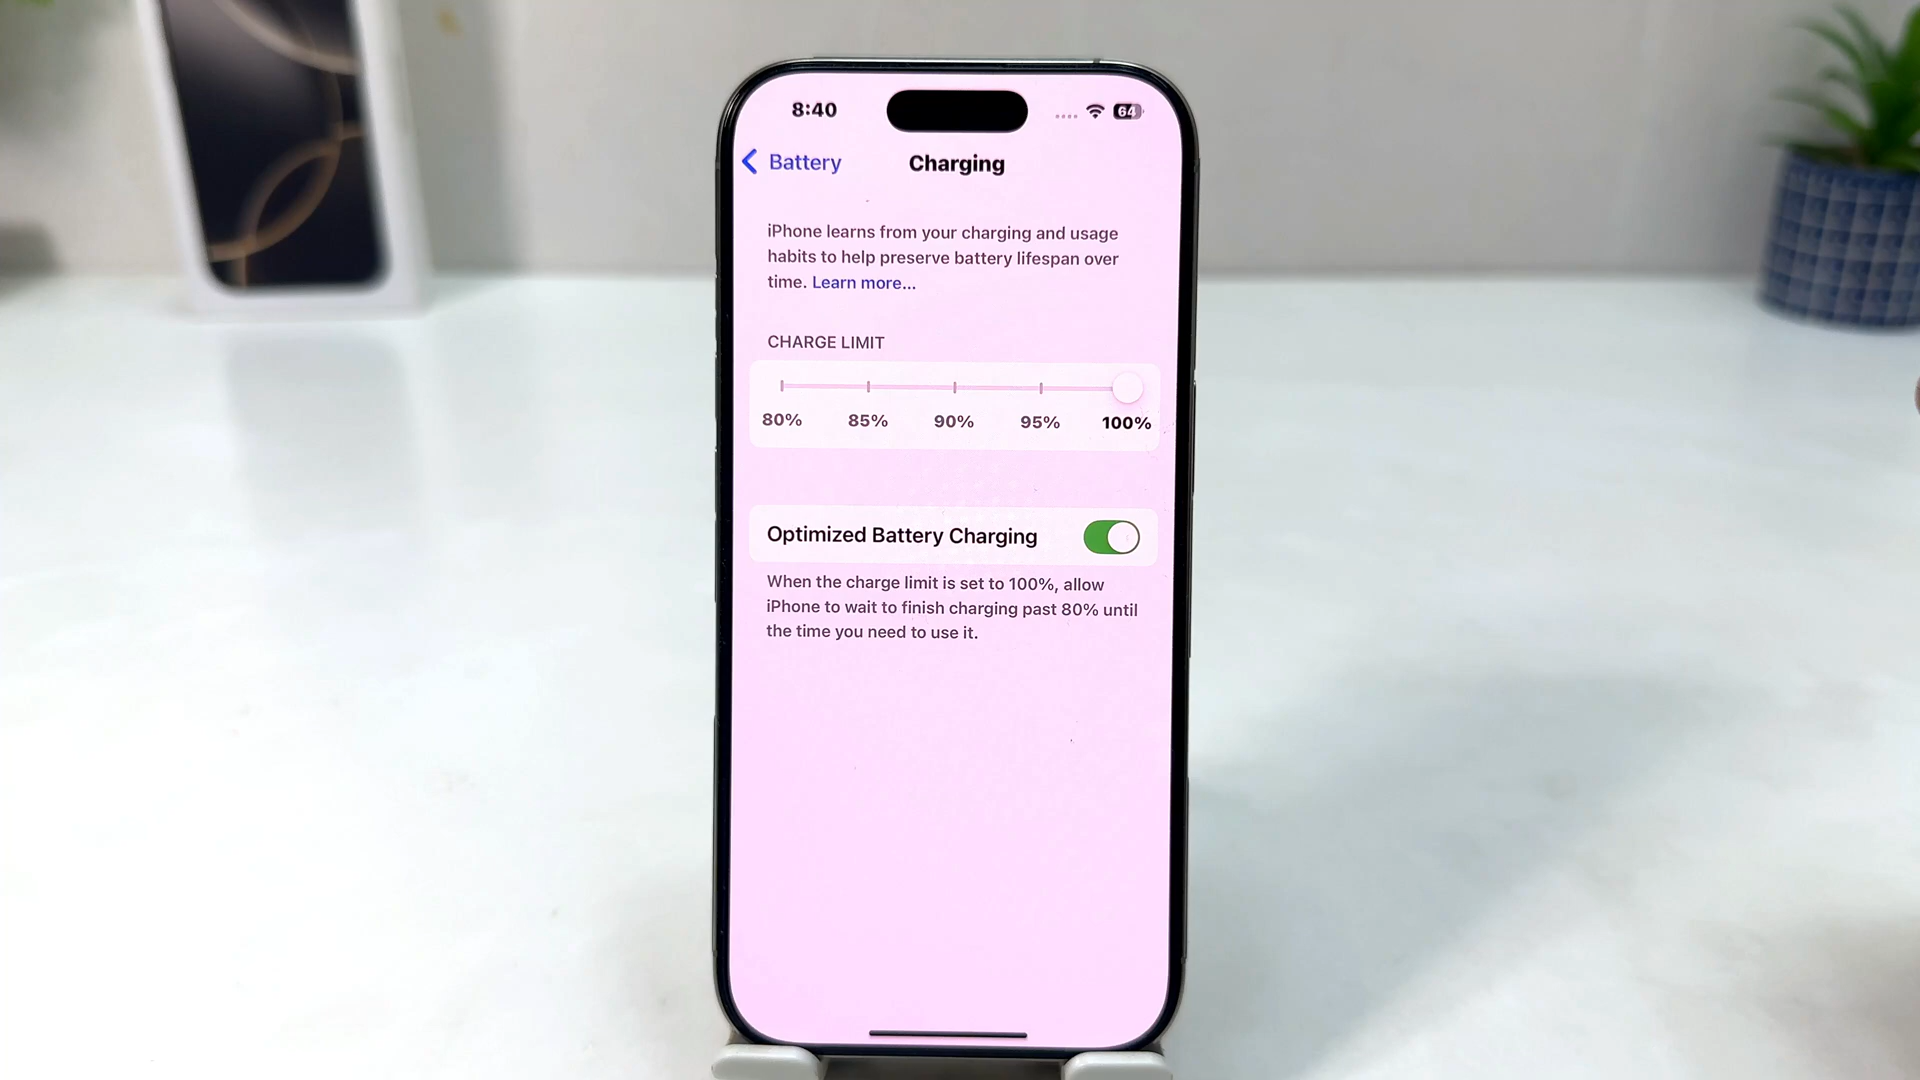 8:40
64
Battery
Charging
iPhone learns from your charging and usage
habits to help preserve battery lifespan over
time. Learn more...
CHARGE LIMIT
80% 85% 90% 95% 100%
Optimized Battery Charging
When the charge limit is set to 100%, allow
iPhone to wait to finish charging past 80% until
the time you need to use it.